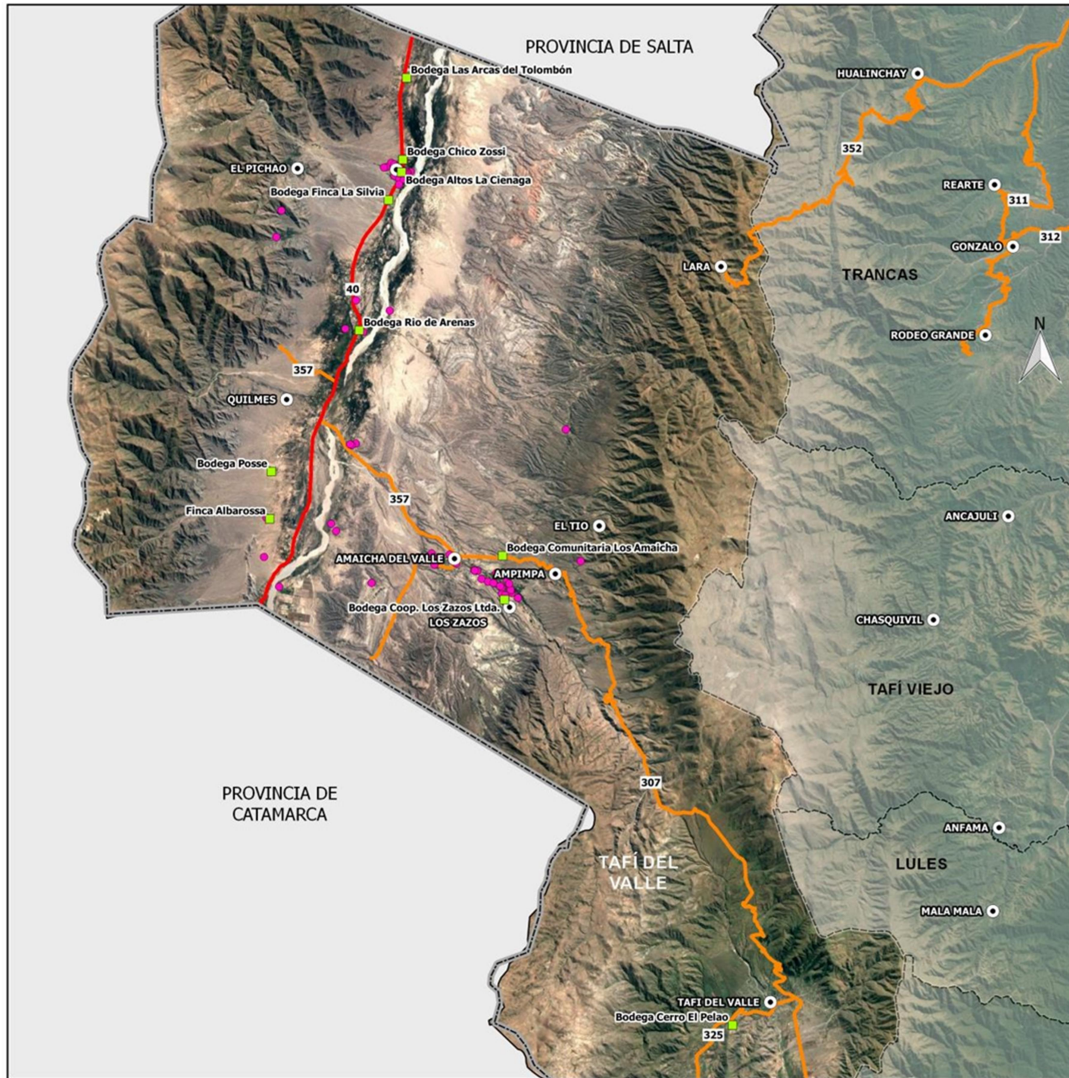 PROVINCIA DE SALTA
Bodega Las Arcas del Tolombón
HUALINCHAY
352
Bodega Chico Zossi
EL PICHAO
Bodega Altos La Cienaga
Bodega Finca La Silvia
REARTE
311
312
GONZALO
LARA
TRANCAS
40
Bodega Rio de Arenas
RODEO GRANDE
N
357
QUILMES
Bodega Posse
357
Finca Albarossa
EL TIO
ANCAJULI
AMAICHA DEL VALLE
Bodega Comunitaria Los Amaicha
AMPIMPA
Bodega Coop. Los Zazos Ltda.
LOS ZAZOS
CHASQUIVIL
TAFÍ VIEJO
307
PROVINCIA DE
CATAMARCA
ANFAMA
TAFÍ DEL
VALLE
LULES
MALA MALA
TAFI DEL VALLE
Bodega Cerro El Pelao
325